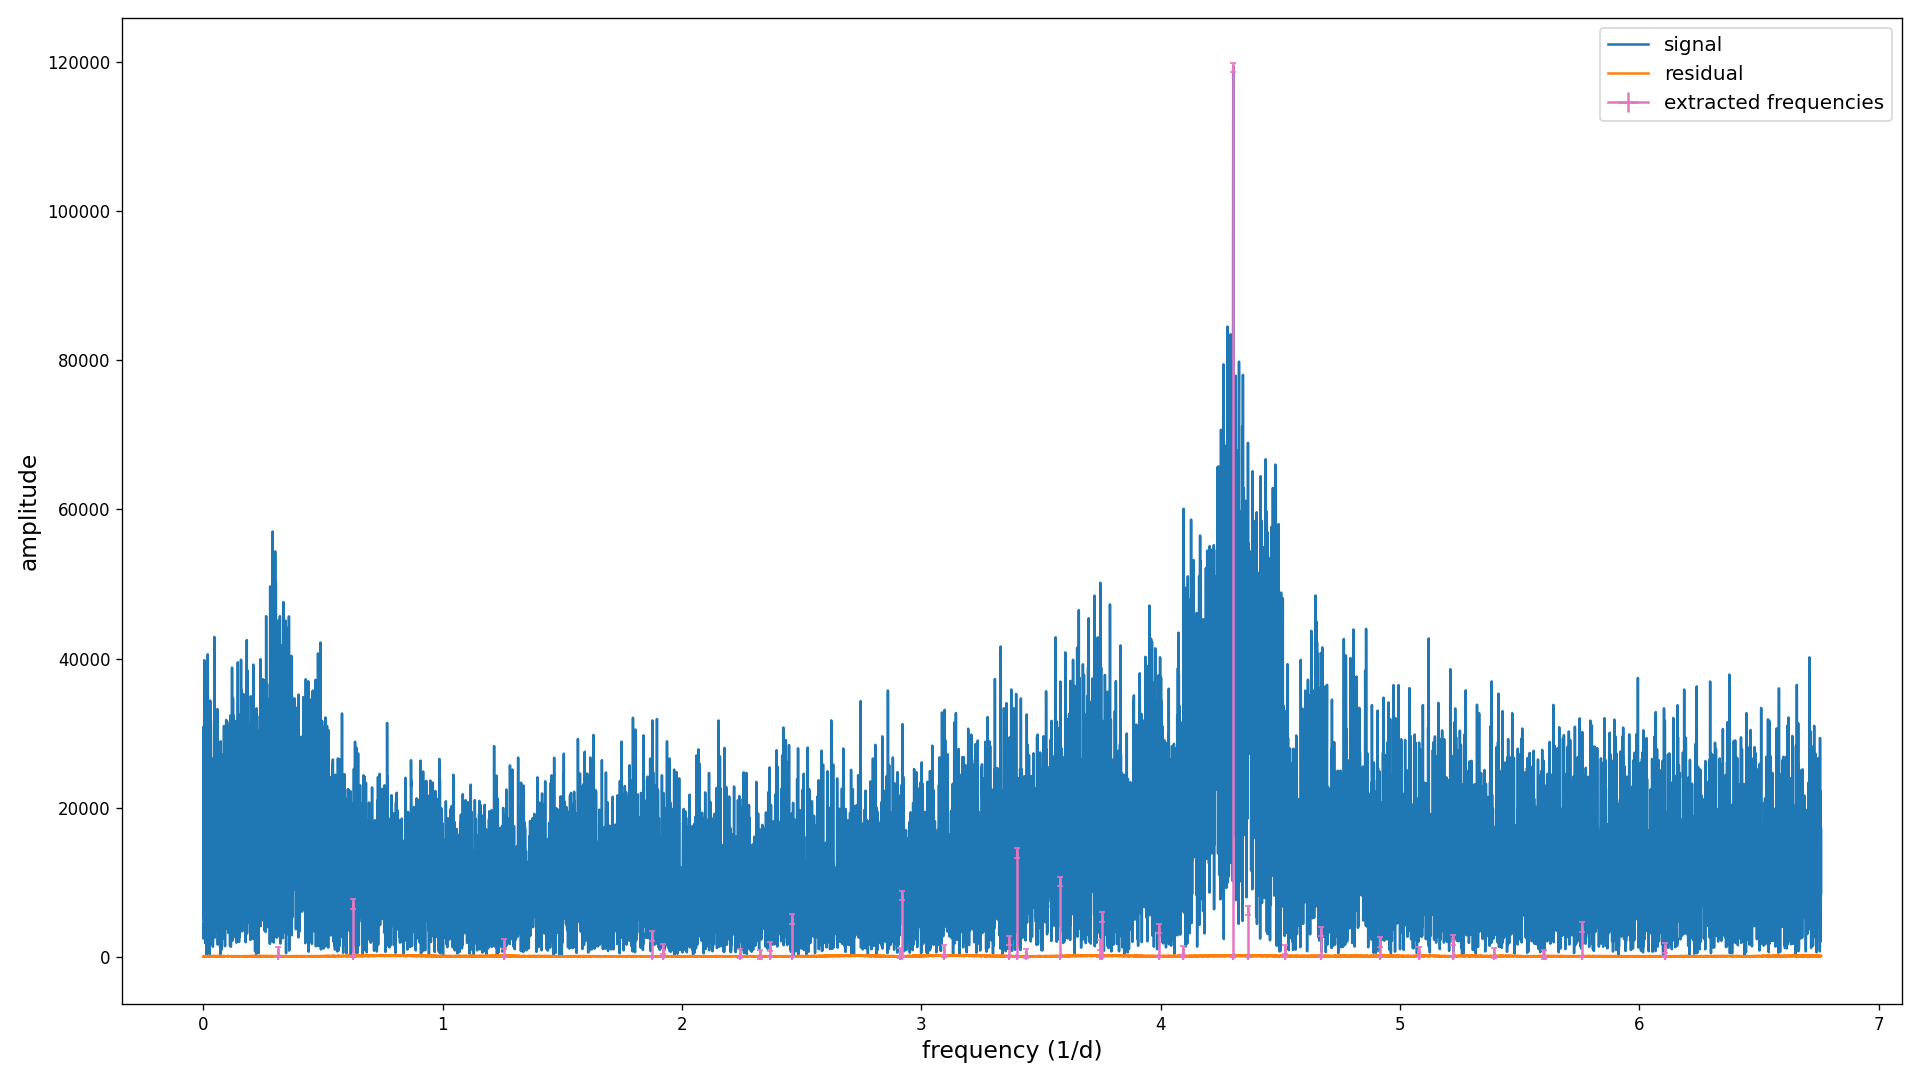 120000
100000
80000
60000
40000
20000
0
amplitude
signal
residual
extracted frequencies
0 1 2 3 4 5 6 7
frequency (1/d)